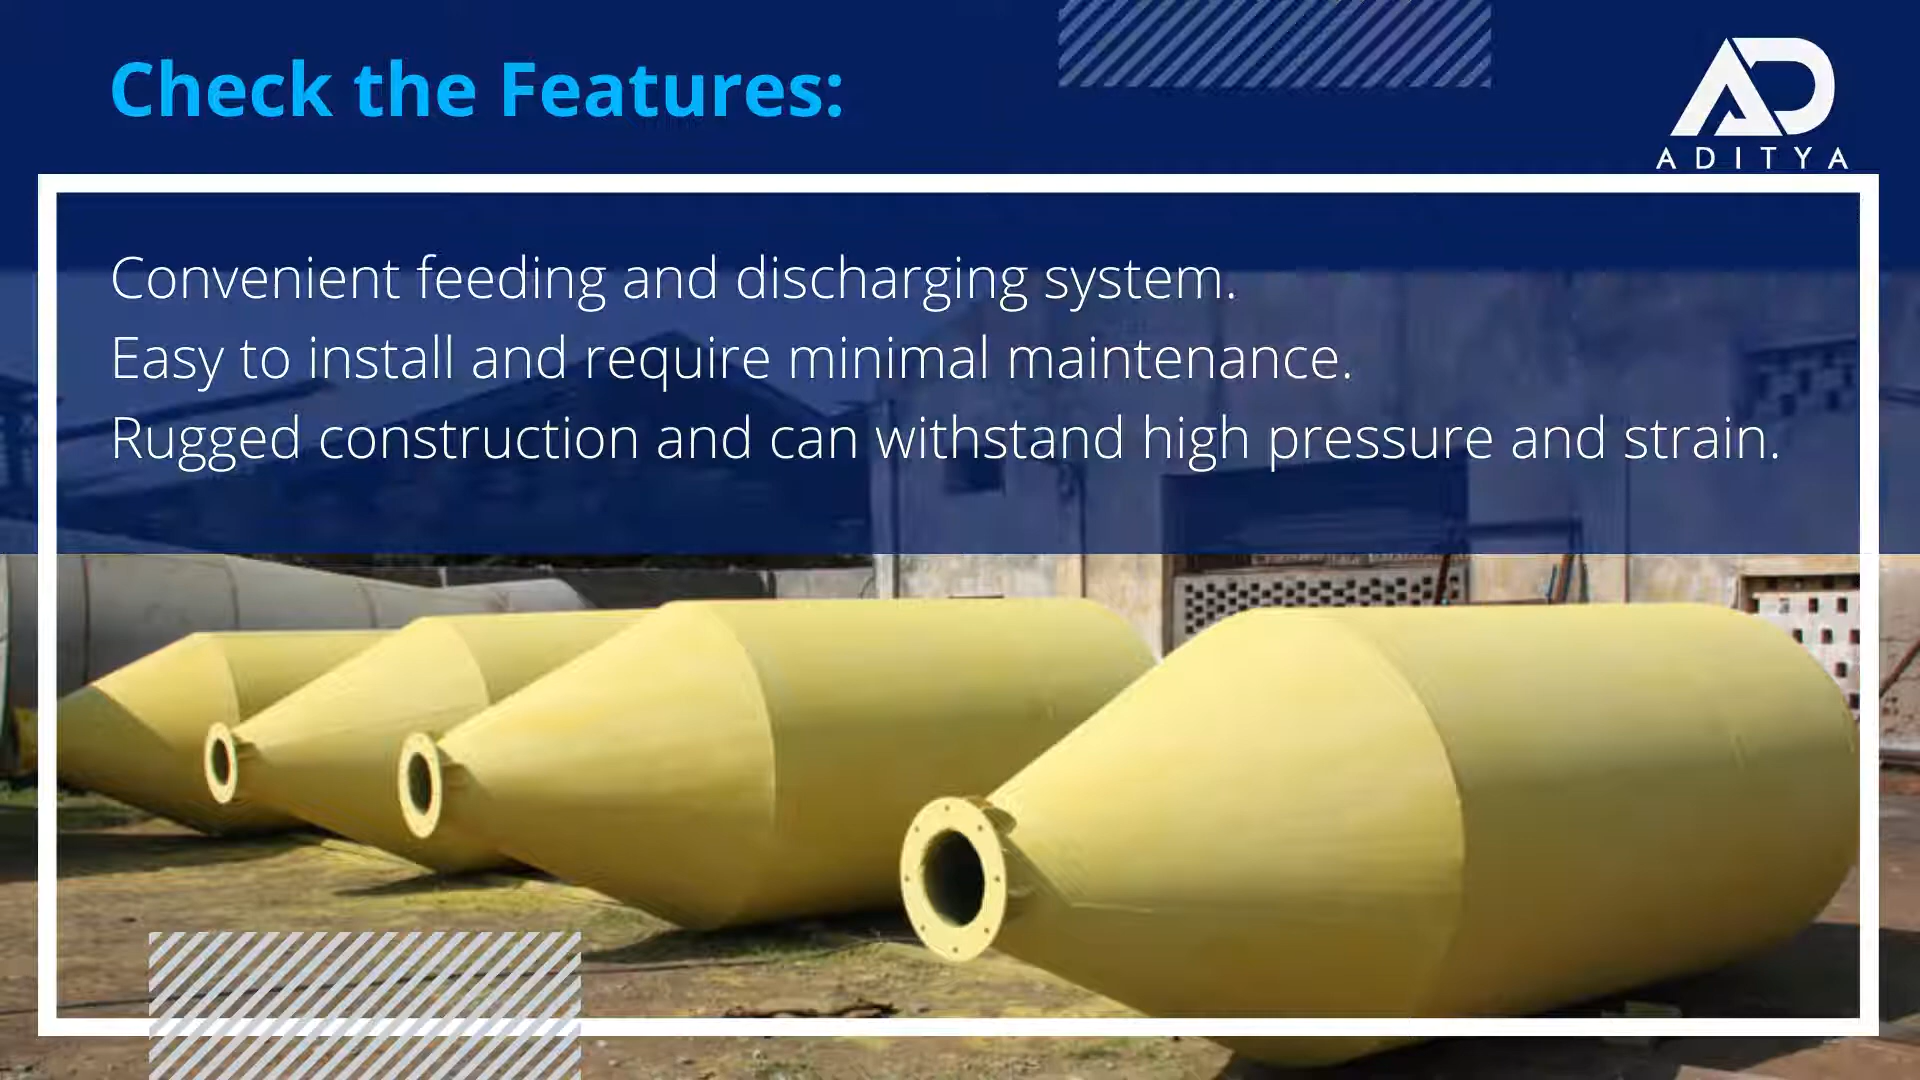 Check the Features:
ADITYA
Convenient feeding and discharging system.
Easy to install and require minimal maintenance.
Rugged construction and can withstand high pressure and strain.